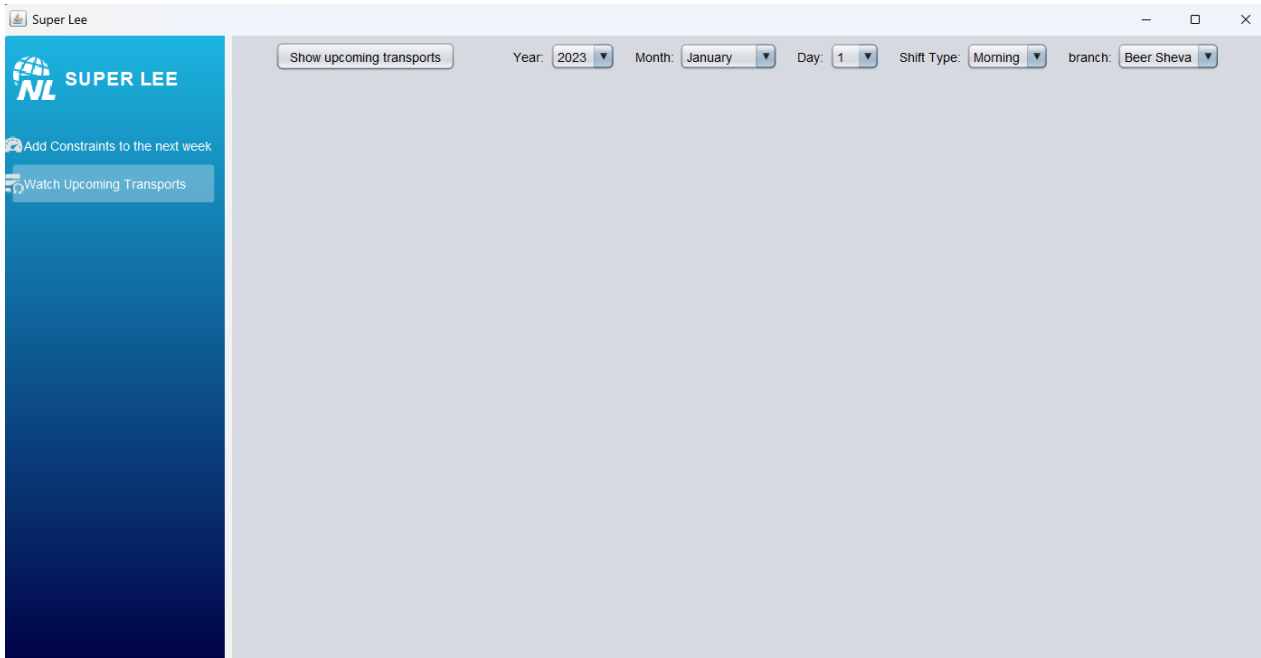 Super Lee
NL SUPER LEE
Add Constraints to the next week
Watch Upcoming Transports
Show upcoming transports Year: 2023 Month: January Day: 1 Shift Type: Morning branch: Beer Sheva